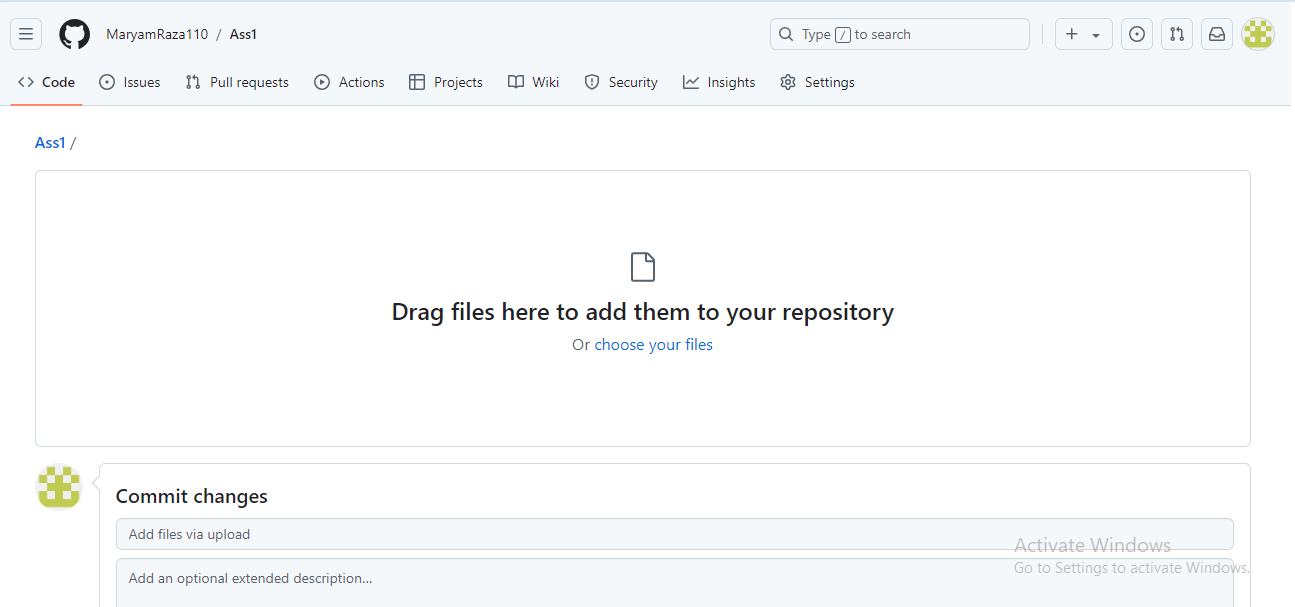 MaryamRaza110 / Ass1
Type / to search
Code Issues Pull requests Actions Projects Wiki Security Insights Settings
Ass1 /
Drag files here to add them to your repository
Or choose your files
Commit changes
Add files via upload
Add an optional extended description...
Activate Windows
Go to Settings to activate Windows.